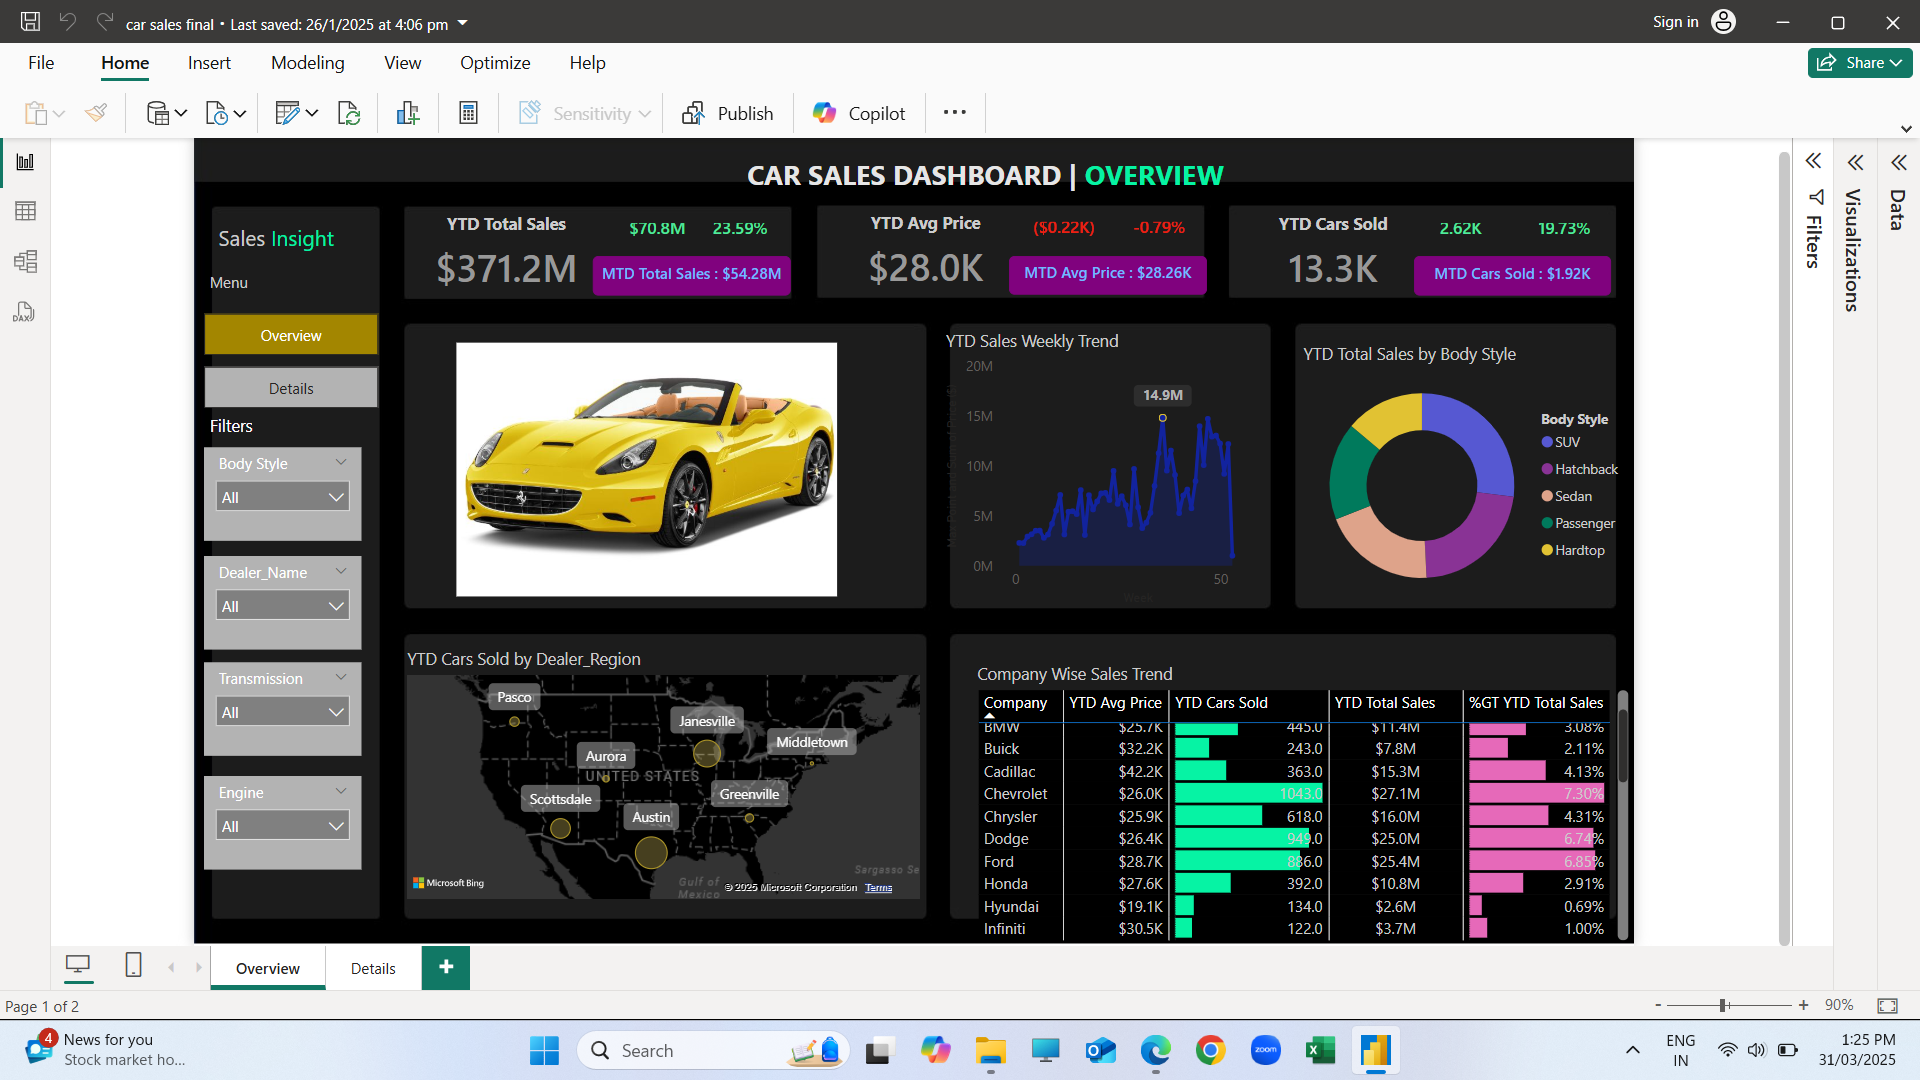 car sales final • Last saved: 26/1/2025 at 4:06 pm
Sign in
File
Home
Insert
Modeling
View
Optimize
Help
Share
Sensitivity
Publish
Copilot
DAX
CAR SALES DASHBOARD | OVERVIEW
Sales Insight
Menu
Overview
Details
Filters
Body Style
All
Dealer_Name
All
Transmission
All
Engine
All
YTD Total Sales
$70.8M
23.59%
$371.2M
MTD Total Sales : $54.28M
YTD Avg Price
($0.22K)
-0.79%
$28.0K
MTD Avg Price : $28.26K
YTD Cars Sold
2.62K
19.73%
13.3K
MTD Cars Sold : $1.92K
YTD Sales Weekly Trend
20M
15M
10M
5M
0M
14.9M
0
50
Week
YTD Total Sales by Body Style
Body Style
SUV
Hatchback
Sedan
Passenger
Hardtop
YTD Cars Sold by Dealer_Region
Pasco
Janesville
Middletown
Aurora
UNITED STATES
Scottsdale
Greenville
Austin
Sargasso Se
Gulf of
Mexico
Microsoft Bing
© 2025 Microsoft Corporation Terms
Company Wise Sales Trend
Company YTD Avg Price YTD Cars Sold YTD Total Sales %GT YTD Total Sales
BMW $25.7K 445.0 $11.4M 3.08%
Buick $32.2K 243.0 $7.8M 2.11%
Cadillac $42.2K 363.0 $15.3M 4.13%
Chevrolet $26.0K 1043.0 $27.1M 7.30%
Chrysler $25.9K 618.0 $16.0M 4.31%
Dodge $26.4K 949.0 $25.0M 6.74%
Ford $28.7K 886.0 $25.4M 6.85%
Honda $27.6K 392.0 $10.8M 2.91%
Hyundai $19.1K 134.0 $2.6M 0.69%
Infiniti $30.5K 122.0 $3.7M 1.00%
Filters
Visualizations
Data
Overview
Details
Page 1 of 2
90%
4
News for you
Stock market ho...
Search
zoom
ENG
IN
1:25 PM
31/03/2025